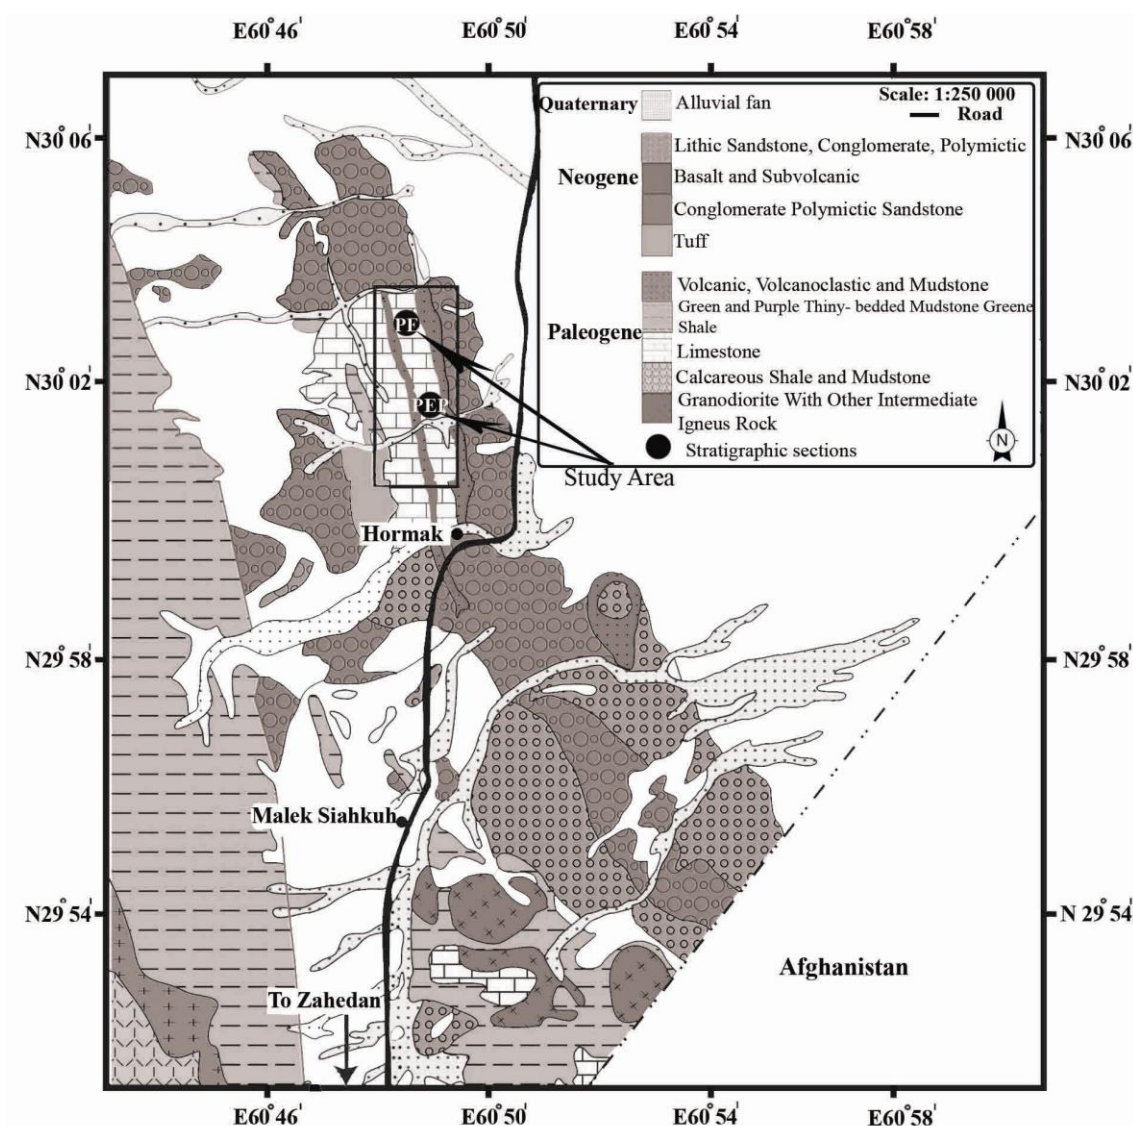 E60°46' E60°50' E60°54' E60°58'
Quaternary
Alluvial fan
Scale: 1:250 000
Road
N30°06'
N30°06'
Neogene
Lithic Sandstone, Conglomerate, Polymictic
Basalt and Subvolcanic
Conglomerate Polymictic Sandstone
Tuff
Paleogene
Volcanic, Volcanoclastic and Mudstone
Green and Purple Thiny- bedded Mudstone Greene
Shale
Limestone
Calcareous Shale and Mudstone
Granodiorite With Other Intermediate
Igneus Rock
Stratigraphic sections
N
PF
N30°02'
N30°02'
Study Area
Hormak
N29°58'
N29°58'
Malek Siahkuh
N29°54'
N 29°54'
Afghanistan
To Zahedan
E60°46' E60°50' E60°54' E60°58'